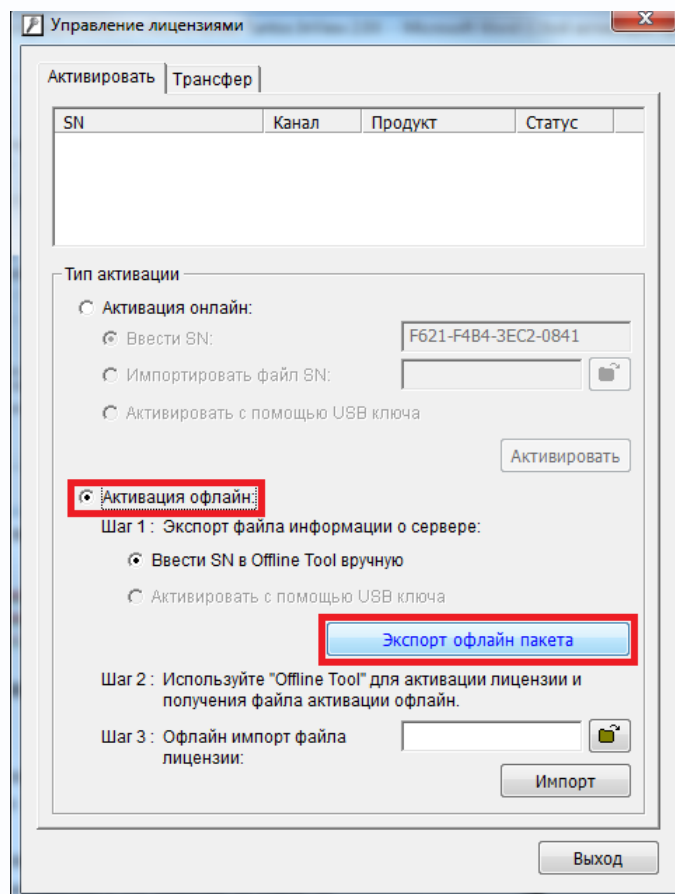 Управление лицензиями
Активировать Трансфер
SN Канал Продукт Статус
Тип активации
Активация онлайн:
Ввести SN: F621-F4B4-3EC2-0841
Импортировать файл SN:
Активировать с помощью USB ключа
Активировать
Активация офлайн:
Шаг 1 : Экспорт файла информации о сервере:
Ввести SN в Offline Tool вручную
Активировать с помощью USB ключа
Экспорт офлайн пакета
Шаг 2 : Используйте "Offline Tool" для активации лицензии и
получения файла активации офлайн.
Шаг 3 : Офлайн импорт файла
лицензии:
Импорт
Выход